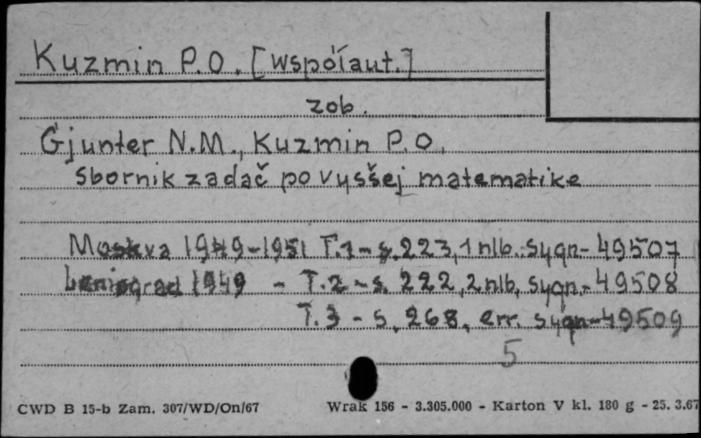 Kuzmin P.O. [współaut.]
zob.
Gjunter N.M., Kuzmin P.O.
Sbornik zadač po vysšej matematike
Moskva 1949-1951 T.1 - s. 223, 1 nlb. sygn- 49507
Leningrad 1949 - T.2 - s. 222, 2 nlb, sygn.- 49508
T.3 - s. 268, err. sygn-49509
5
CWD B 15-b Zam. 307/WD/On/67 Wrak 156 - 3.305.000 - Karton V kl. 180 g - 25. 3.67